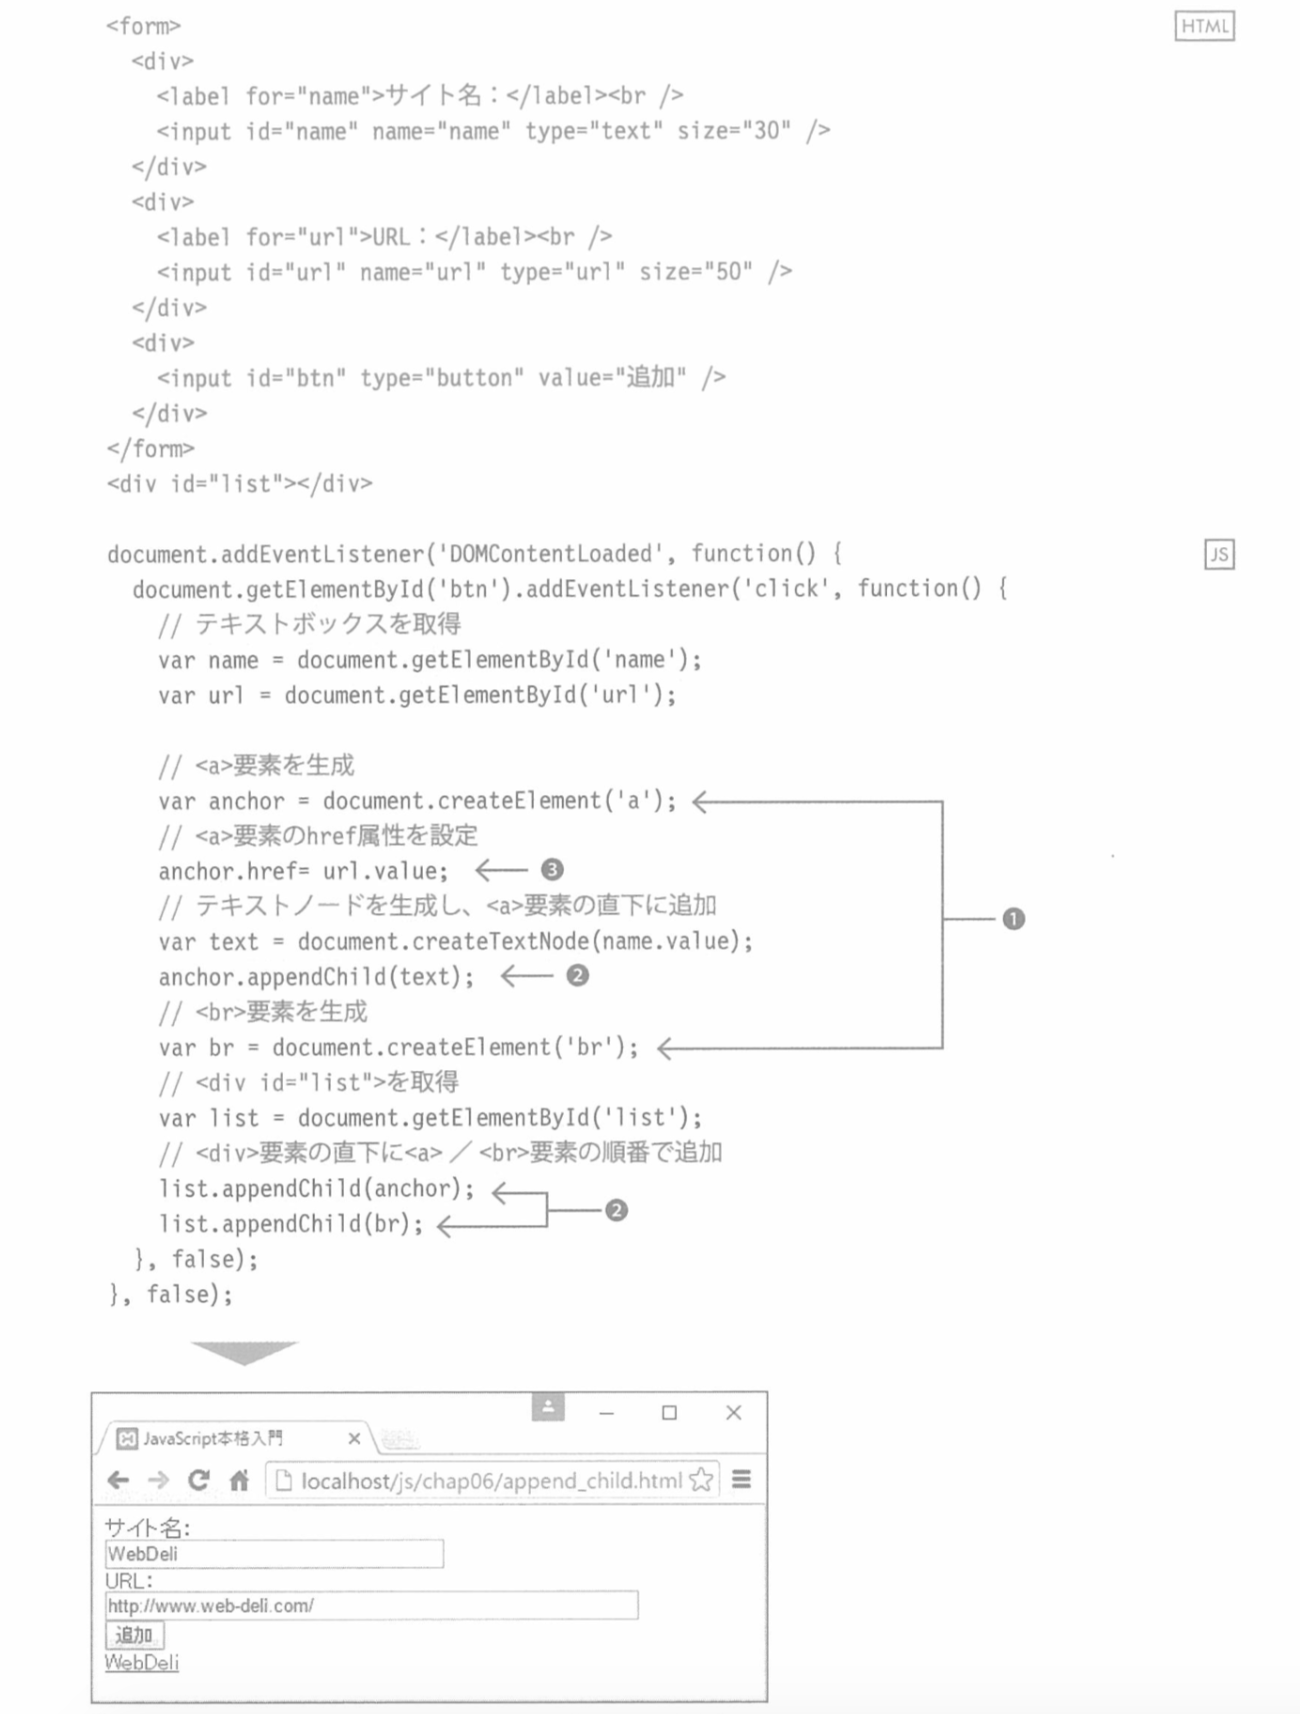 <form>
HTML
<div>
<label for="name">サイト名：</label><br />
<input id="name" name="name" type="text" size="30" />
</div>
<div>
<label for="url">URL：</label><br />
<input id="url" name="url" type="url" size="50" />
</div>
<div>
<input id="btn" type="button" value="追加" />
</div>
</form>
<div id="list"></div>
document.addEventListener('DOMContentLoaded', function() {
JS
document.getElementById('btn').addEventListener('click', function() {
// テキストボックスを取得
var name = document.getElementById('name');
var url = document.getElementById('url');
// <a>要素を生成
var anchor = document.createElement('a');
// <a>要素のhref属性を設定
anchor.href= url.value; ❸
// テキストノードを生成し、<a>要素の直下に追加
❶
var text = document.createTextNode(name.value);
anchor.appendChild(text); ❷
// <br>要素を生成
var br = document.createElement('br');
// <div id="list">を取得
var list = document.getElementById('list');
// <div>要素の直下に<a>／<br>要素の順番で追加
list.appendChild(anchor);
❷
list.appendChild(br);
}, false);
}, false);
JavaScript本格入門
localhost/js/chap06/append_child.html
サイト名:
WebDeli
URL:
http://www.web-deli.com/
追加
WebDeli